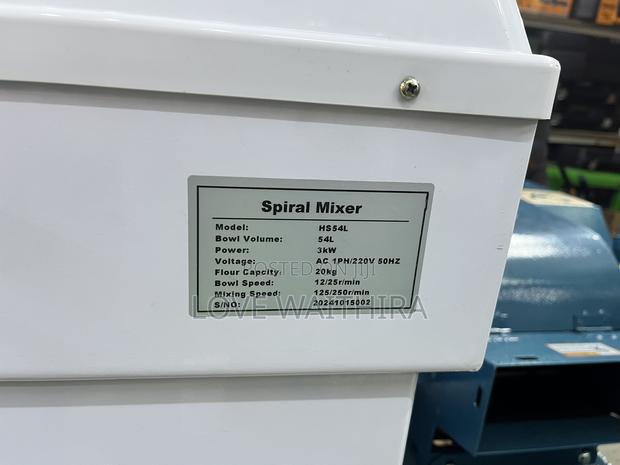 Spiral Mixer
Model: HS54L
Bowl Volume: 54L
Power: 3kW
Voltage: AC 1PH/220V 50HZ
Flour Capcity: 20kg
Bowl Speed: 12/25r/min
Mixing Speed: 125/250r/min
S/NO: 20241015002
POSTED ON JIJI
LOVE WAITHIRA